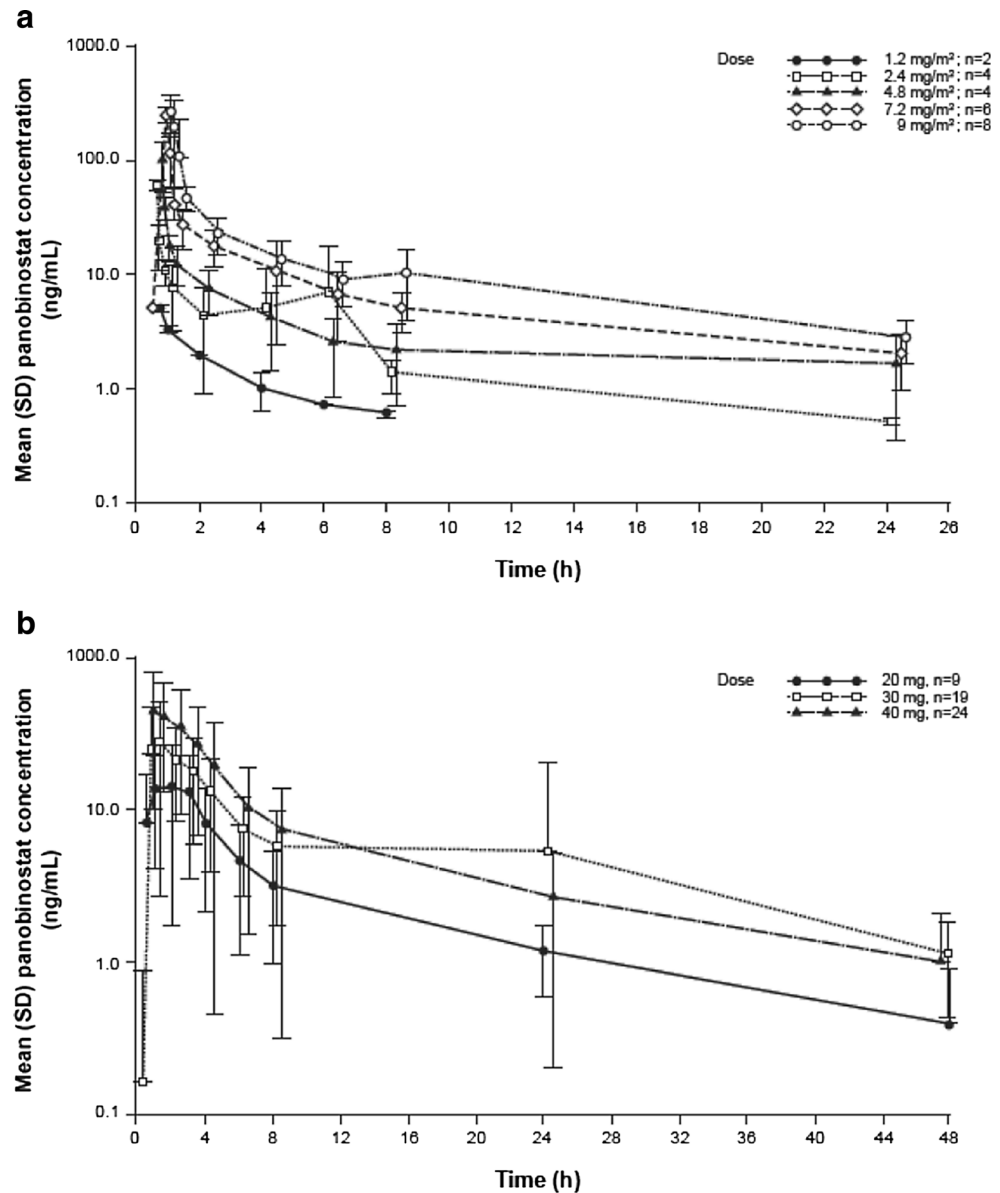 a
1000.0
100.0
10.0
1.0
0.1
Mean (SD) panobinostat concentration
(ng/mL)
Dose
1.2 mg/m²; n=2
2.4 mg/m²; n=4
4.8 mg/m²; n=4
7.2 mg/m²; n=6
9 mg/m²; n=8
0 2 4 6 8 10 12 14 16 18 20 22 24 26
Time (h)
b
1000.0
10.0
1.0
0.1
Mean (SD) panobinostat concentration
(ng/mL)
Dose
20 mg, n=9
30 mg, n=19
40 mg, n=24
0 4 8 12 16 20 24 28 32 36 40 44 48
Time (h)